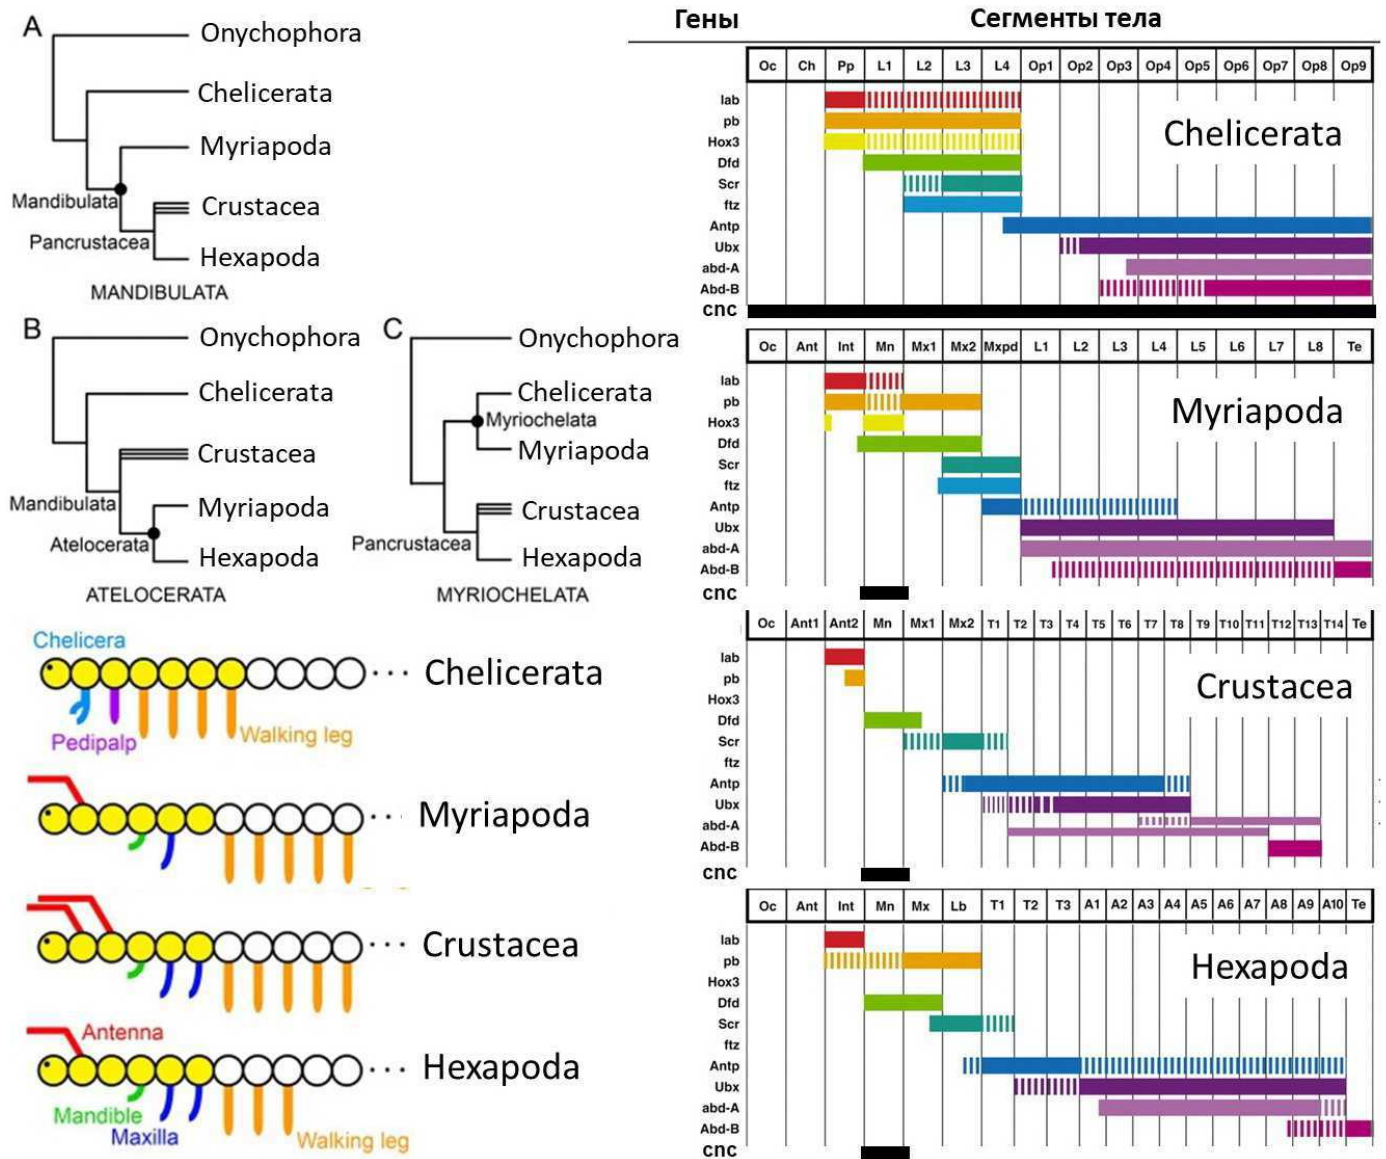 A
Onychophora
Chelicerata
Myriapoda
Mandibulata
Crustacea
Pancrustacea
Hexapoda
MANDIBULATA
B
Onychophora
Chelicerata
Crustacea
Mandibulata
Myriapoda
Atelocerata
Hexapoda
ATELOCERATA
C
Onychophora
Chelicerata
Myriochelata
Myriapoda
Crustacea
Pancrustacea
Hexapoda
MYRIOCHELATA
Chelicera
Chelicerata
Pedipalp
Walking leg
Myriapoda
Crustacea
Antenna
Hexapoda
Mandible
Maxilla
Walking leg
Гены Сегменты тела
Oc Ch Pp L1 L2 L3 L4 Op1 Op2 Op3 Op4 Op5 Op6 Op7 Op8 Op9
lab
pb
Chelicerata
Hox3
Dfd
Scr
ftz
Antp
Ubx
abd-A
Abd-B
cnc
Oc Ant Int Mn Mx1 Mx2 Mxpd L1 L2 L3 L4 L5 L6 L7 L8 Te
lab
pb
Myriapoda
Hox3
Dfd
Scr
ftz
Antp
Ubx
abd-A
Abd-B
cnc
Oc Ant1 Ant2 Mn Mx1 Mx2 T1 T2 T3 T4 T5 T6 T7 T8 T9 T10 T11 T12 T13 T14 Te
lab
pb
Crustacea
Hox3
Dfd
Scr
ftz
Antp
Ubx
abd-A
Abd-B
cnc
Oc Ant Int Mn Mx Lb T1 T2 T3 A1 A2 A3 A4 A5 A6 A7 A8 A9 A10 Te
lab
pb
Hexapoda
Hox3
Dfd
Scr
ftz
Antp
Ubx
abd-A
Abd-B
cnc